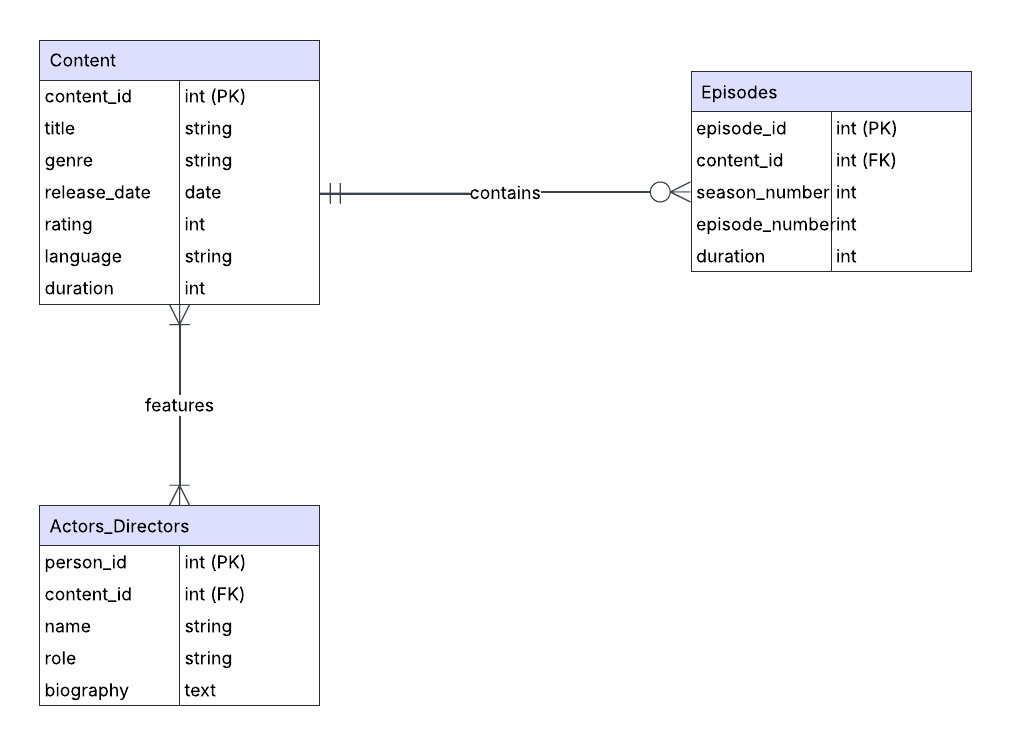 Content
content_id int (PK)
title string
genre string
release_date date
rating int
language string
duration int
contains
Episodes
episode_id int (PK)
content_id int (FK)
season_number int
episode_number int
duration int
features
Actors_Directors
person_id int (PK)
content_id int (FK)
name string
role string
biography text